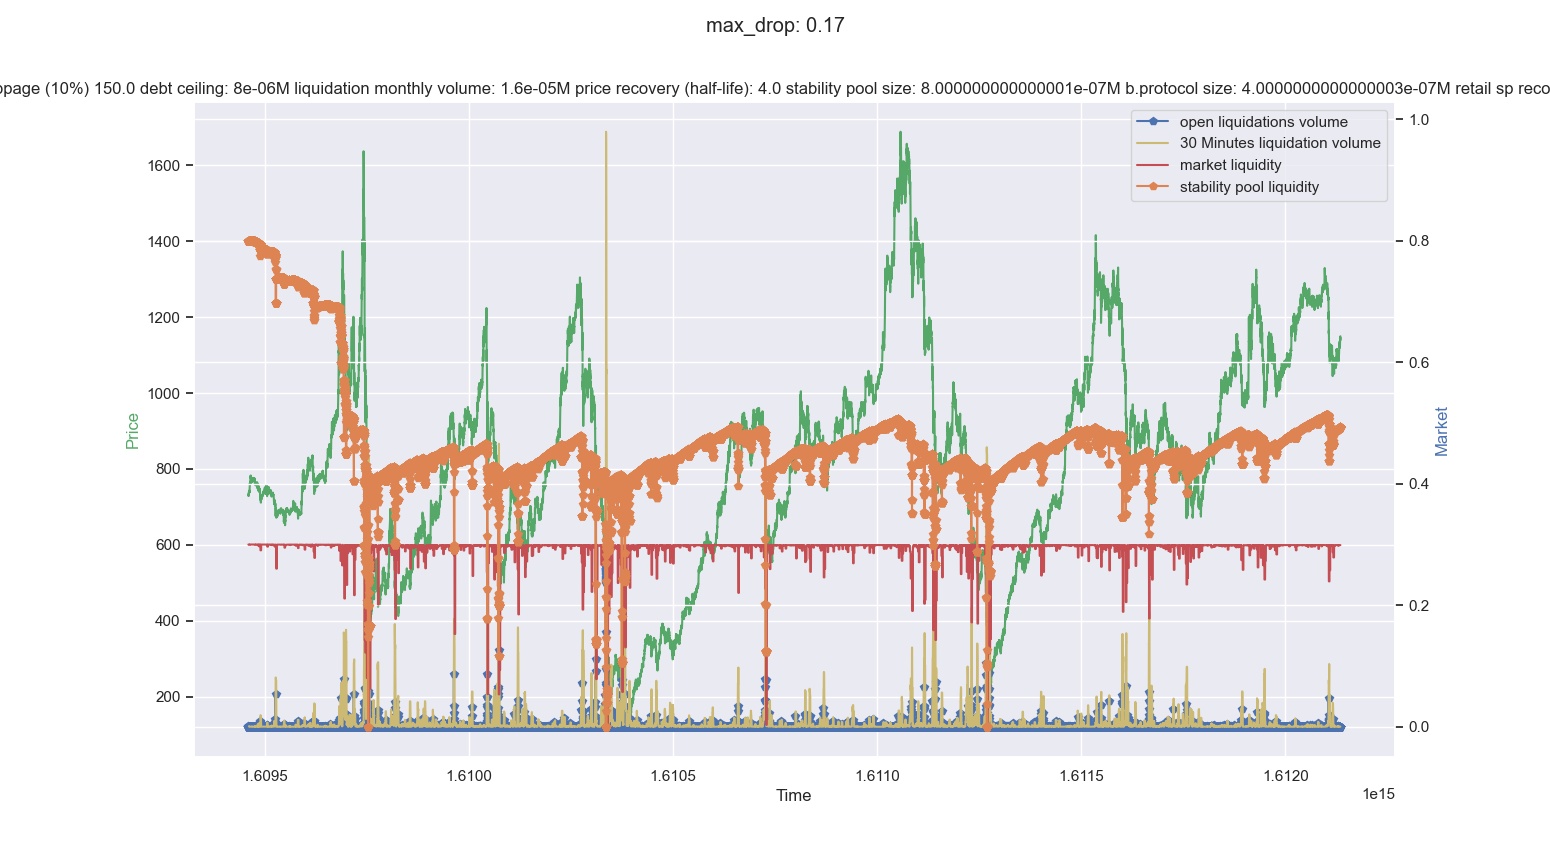 max_drop: 0.17
(10%) 150.0 debt ceiling: 8e-06M liquidation monthly volume: 1.6e-05M price recovery (half-life): 4.0 stability pool size: 8.000000000000001e-07M b.protocol size: 4.0000000000000003e-07M retail sp
open liquidations volume
30 Minutes liquidation volume
market liquidity
stability pool liquidity
1600
1400
1200
1000
800
600
400
200
Price
1.0
0.8
0.6
0.4
0.2
0.0
Market
1.6095
1.6100
1.6105
1.6110
1.6115
1.6120
1e15
Time